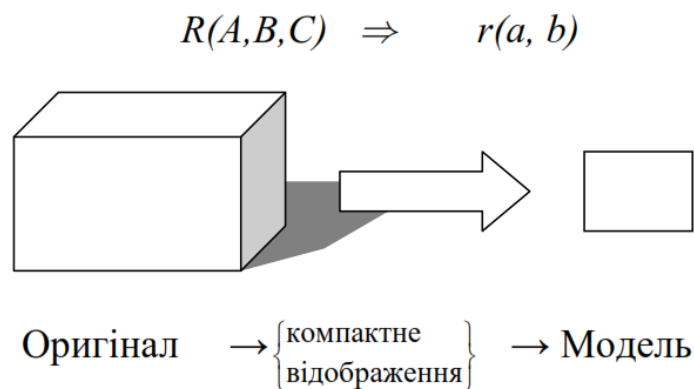 R(A,B,C) ⇒ r(a, b)
Оригінал → {компактне відображення} → Модель